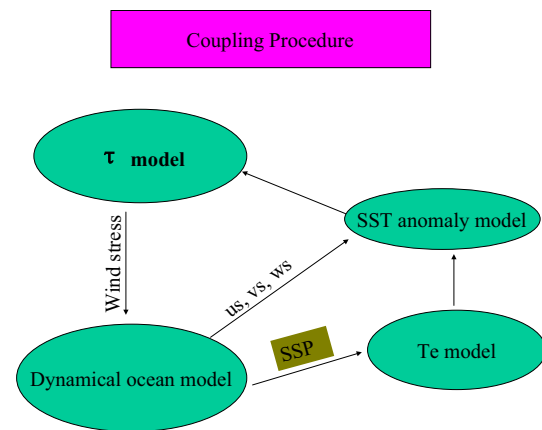 Coupling Procedure
τ model
SST anomaly model
Wind stress
us, vs, ws
SSP
Te model
Dynamical ocean model